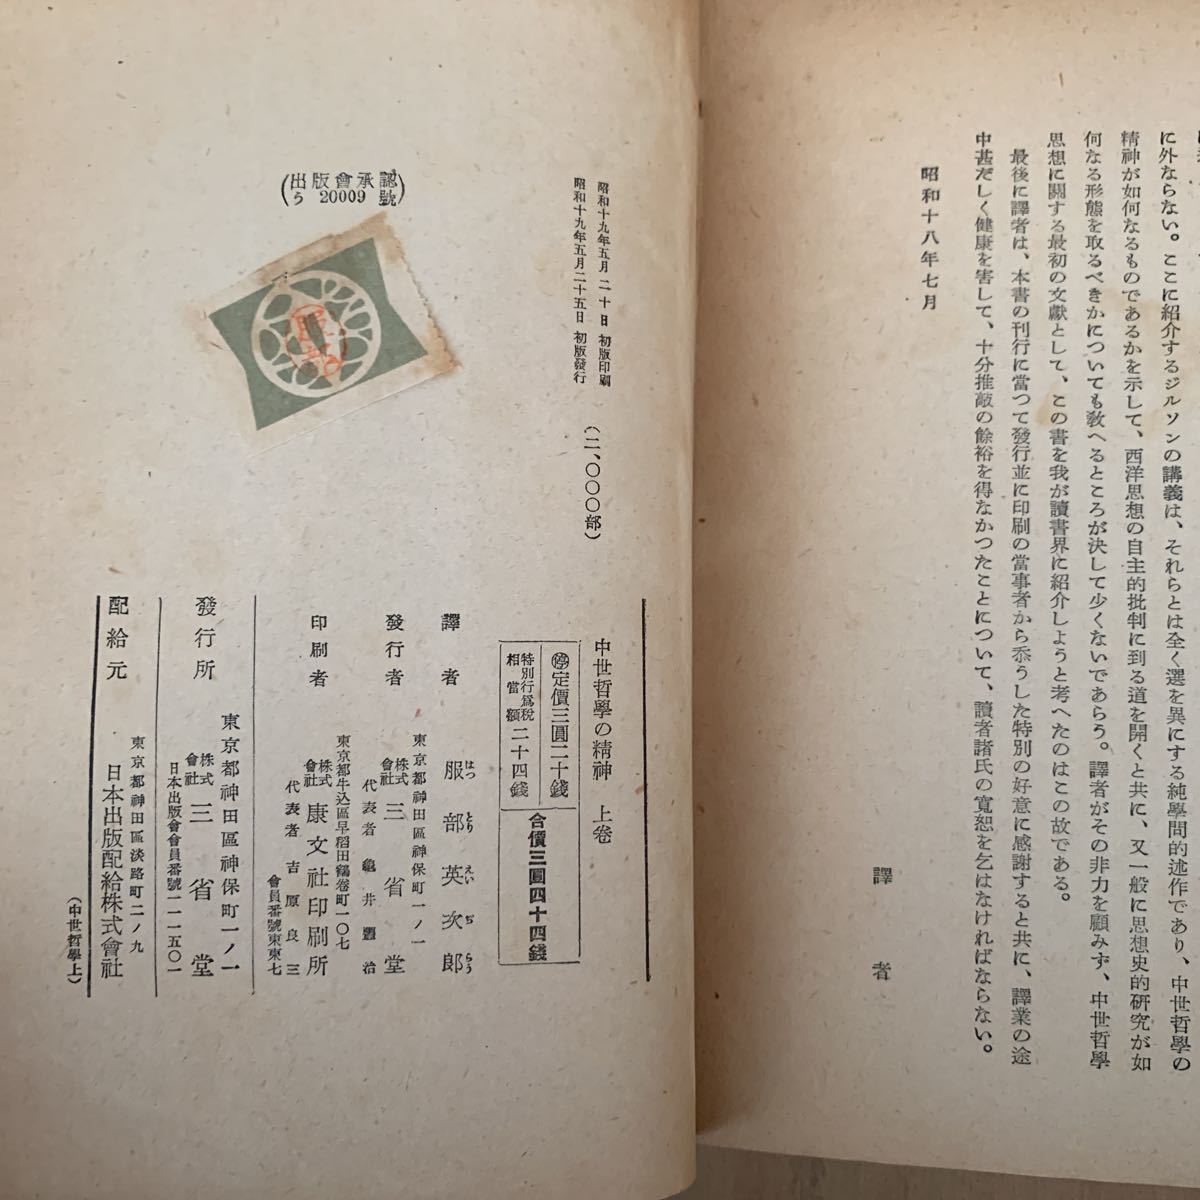 に外ならない。ここに紹介するジルソンの講義は、それらとは全く選を異にする純學問的述作であり、中世哲學の
精神が如何なるものであるかを示して、西洋思想の自主的批判に到る道を開くと共に、又一般に思想史的研究が如
何なる形態を取るべきかについても敎へるところが決して少くないであらう。譯者がその非力を顧みず、中世哲學
思想に關する最初の文獻として、この書を我が讀書界に紹介しようと考へたのはこの故である。
最後に譯者は、本書の刊行に當つて發行並に印刷の當事者から忝うした特別の好意に感謝すると共に、譯業の途
中甚だしく健康を害して、十分推敲の餘裕を得なかつたことについて、讀者諸氏の寬恕を乞はなければならない。
昭和十八年七月
譯者
出版會承認
う 20009 號
昭和十九年五月二十日 初版印刷
昭和十九年五月二十五日 初版發行
(二、〇〇〇部)
服部
中世哲學の精神 上卷
㊡定價三圓二十錢
特別行爲稅相當額 二十四錢
合價三圓四十四錢
譯者 服部英次郞
はつとりえいじらう
東京都神田區神保町一ノ一
發行者 株式會社 三省堂
代表者 龜井豐治
東京都牛込區早稻田鶴卷町一〇七
印刷者 株式會社 康文社印刷所
代表者 吉原良三
會員番號東東七
東京都神田區神保町一ノ一
發行所 株式會社 三省堂
日本出版會會員番號一一一五〇一
東京都神田區淡路町二ノ九
配給元 日本出版配給株式會社
(中世哲學上)